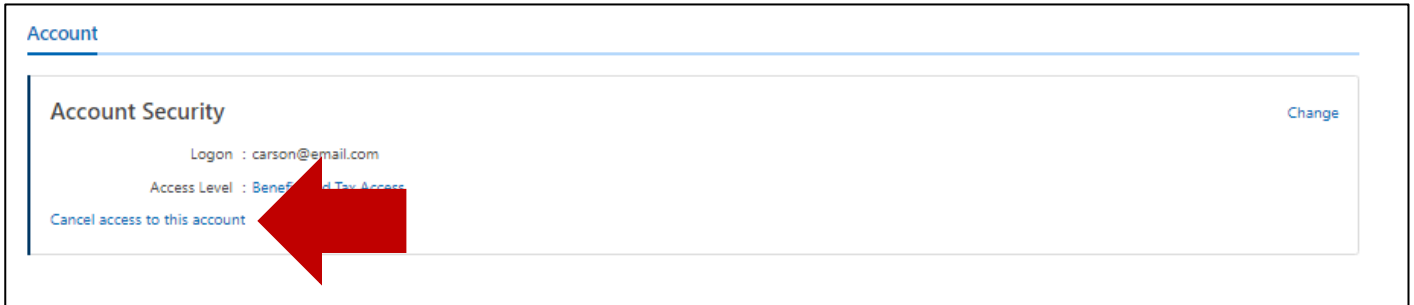 Account
Account Security
Change
Logon : carson@email.com
Access Level : Tax Access
Cancel access to this account